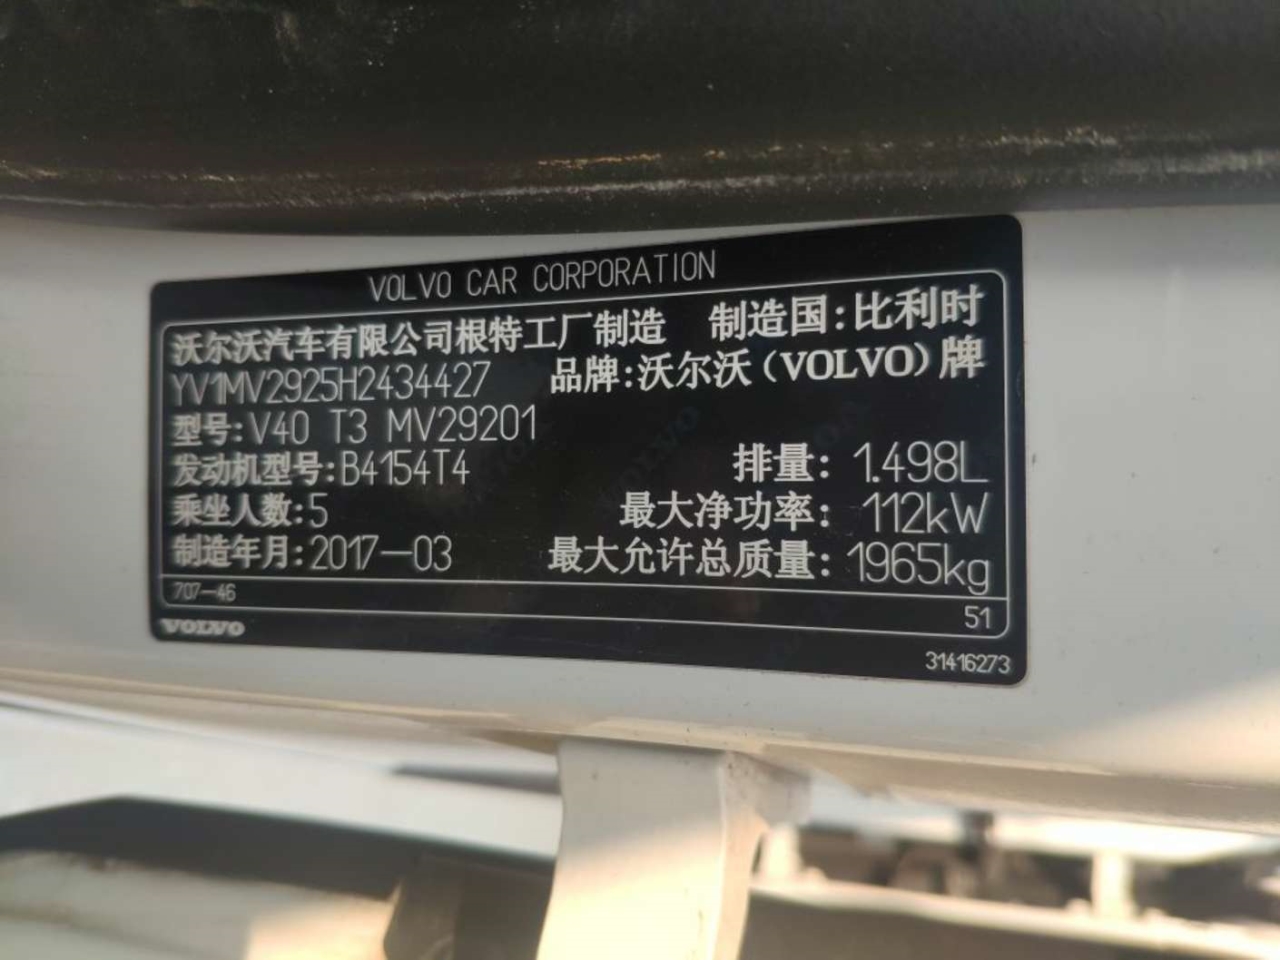 VOLVO CAR CORPORATION
沃尔沃汽车有限公司根特工厂制造 制造国:比利时
YV1MV2925H2434427 品牌:沃尔沃(VOLVO)牌
型号:V40 T3 MV29201
发动机型号:B4154T4 排量: 1.498L
乘坐人数:5 最大净功率: 112kW
制造年月:2017-03 最大允许总质量: 1965kg
707-46 51
VOLVO
31416273